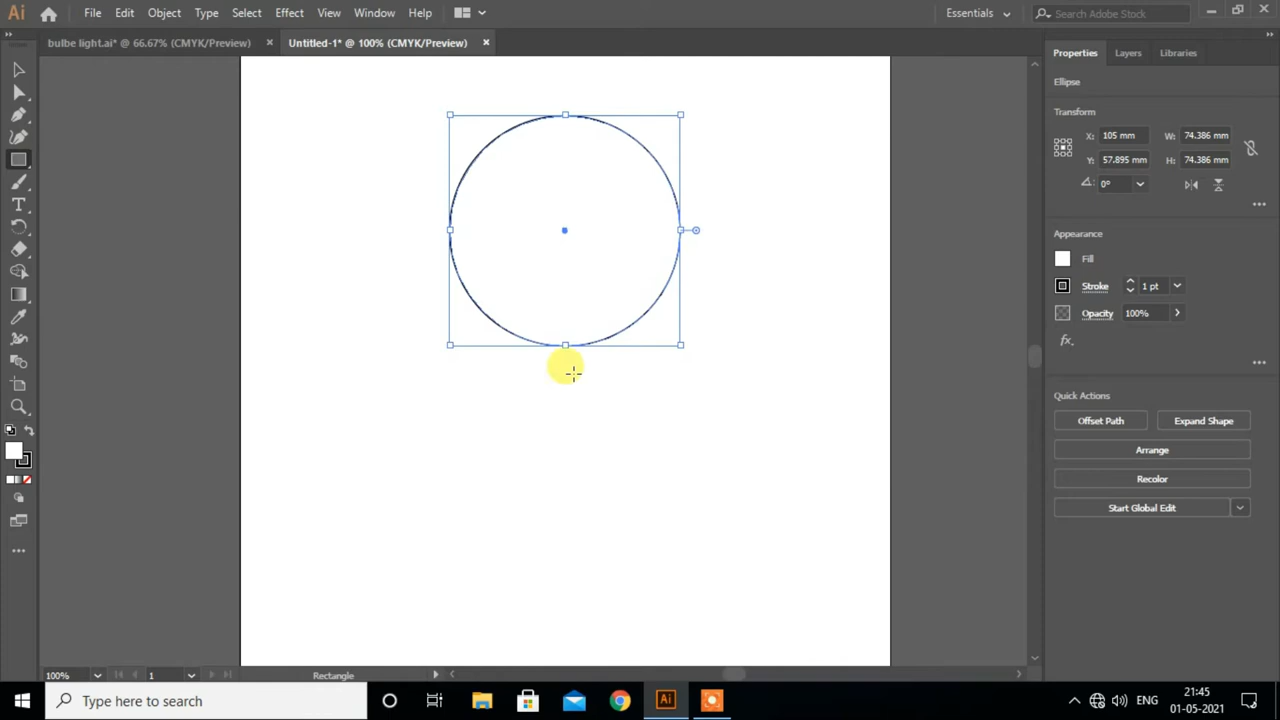 Ai File Edit Object Type Select Effect View Window Help Essentials Search Adobe Stock
bulbe light.ai* @ 66.67% (CMYK/Preview) Untitled-1* @ 100% (CMYK/Preview)
Properties Layers Libraries
Ellipse
Transform
X: 105 mm W: 74.386 mm
Y: 57.895 mm H: 74.386 mm
0°
Appearance
Fill
Stroke 1 pt
Opacity 100%
fx.
Quick Actions
Offset Path Expand Shape
Arrange
Recolor
Start Global Edit
100% 1 Rectangle
Type here to search Ai ENG 21:45
01-05-2021